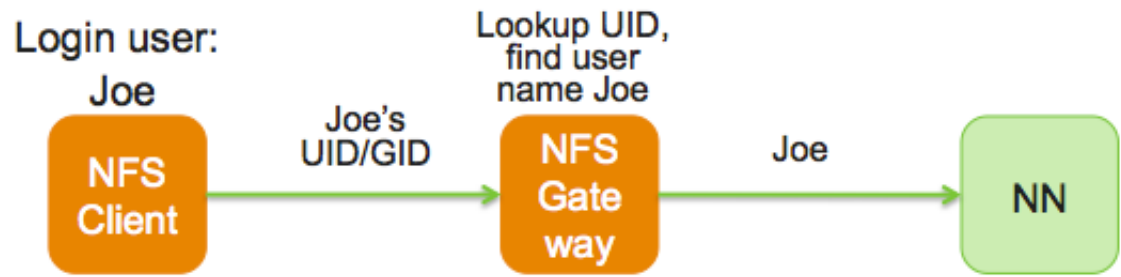 Login user:
Joe
NFS
Client
Joe's
UID/GID
Lookup UID,
find user
name Joe
NFS
Gate
way
Joe
NN